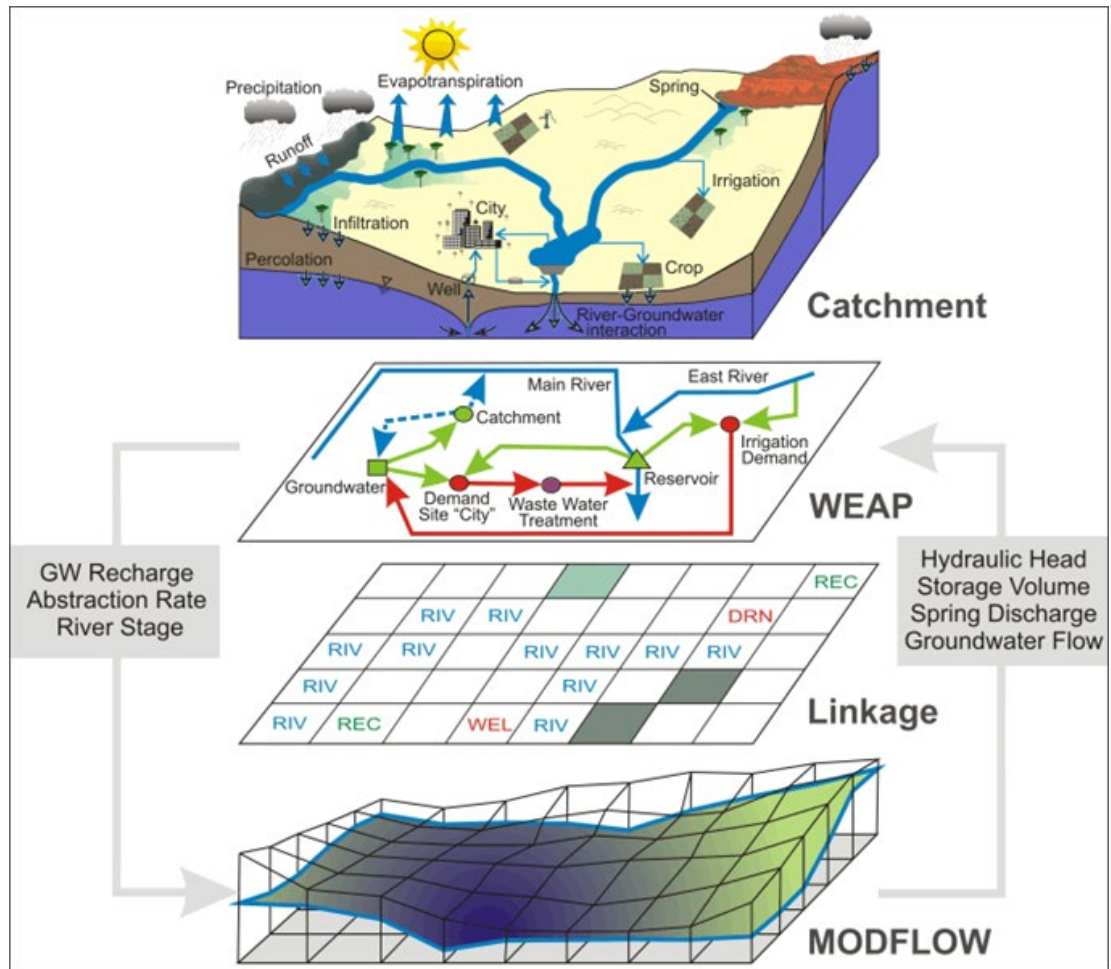 Precipitation
Evapotranspiration
Spring
Runoff
Irrigation
City
Infiltration
Percolation
Well
Crop
River-Groundwater
interaction
Catchment
Main River
East River
Catchment
Irrigation
Demand
Groundwater
Demand
Site “City”
Waste Water
Treatment
Reservoir
WEAP
GW Recharge
Abstraction Rate
River Stage
Hydraulic Head
Storage Volume
Spring Discharge
Groundwater Flow
REC
RIV RIV DRN
RIV RIV RIV RIV RIV RIV
RIV RIV
RIV REC WEL RIV
Linkage
MODFLOW